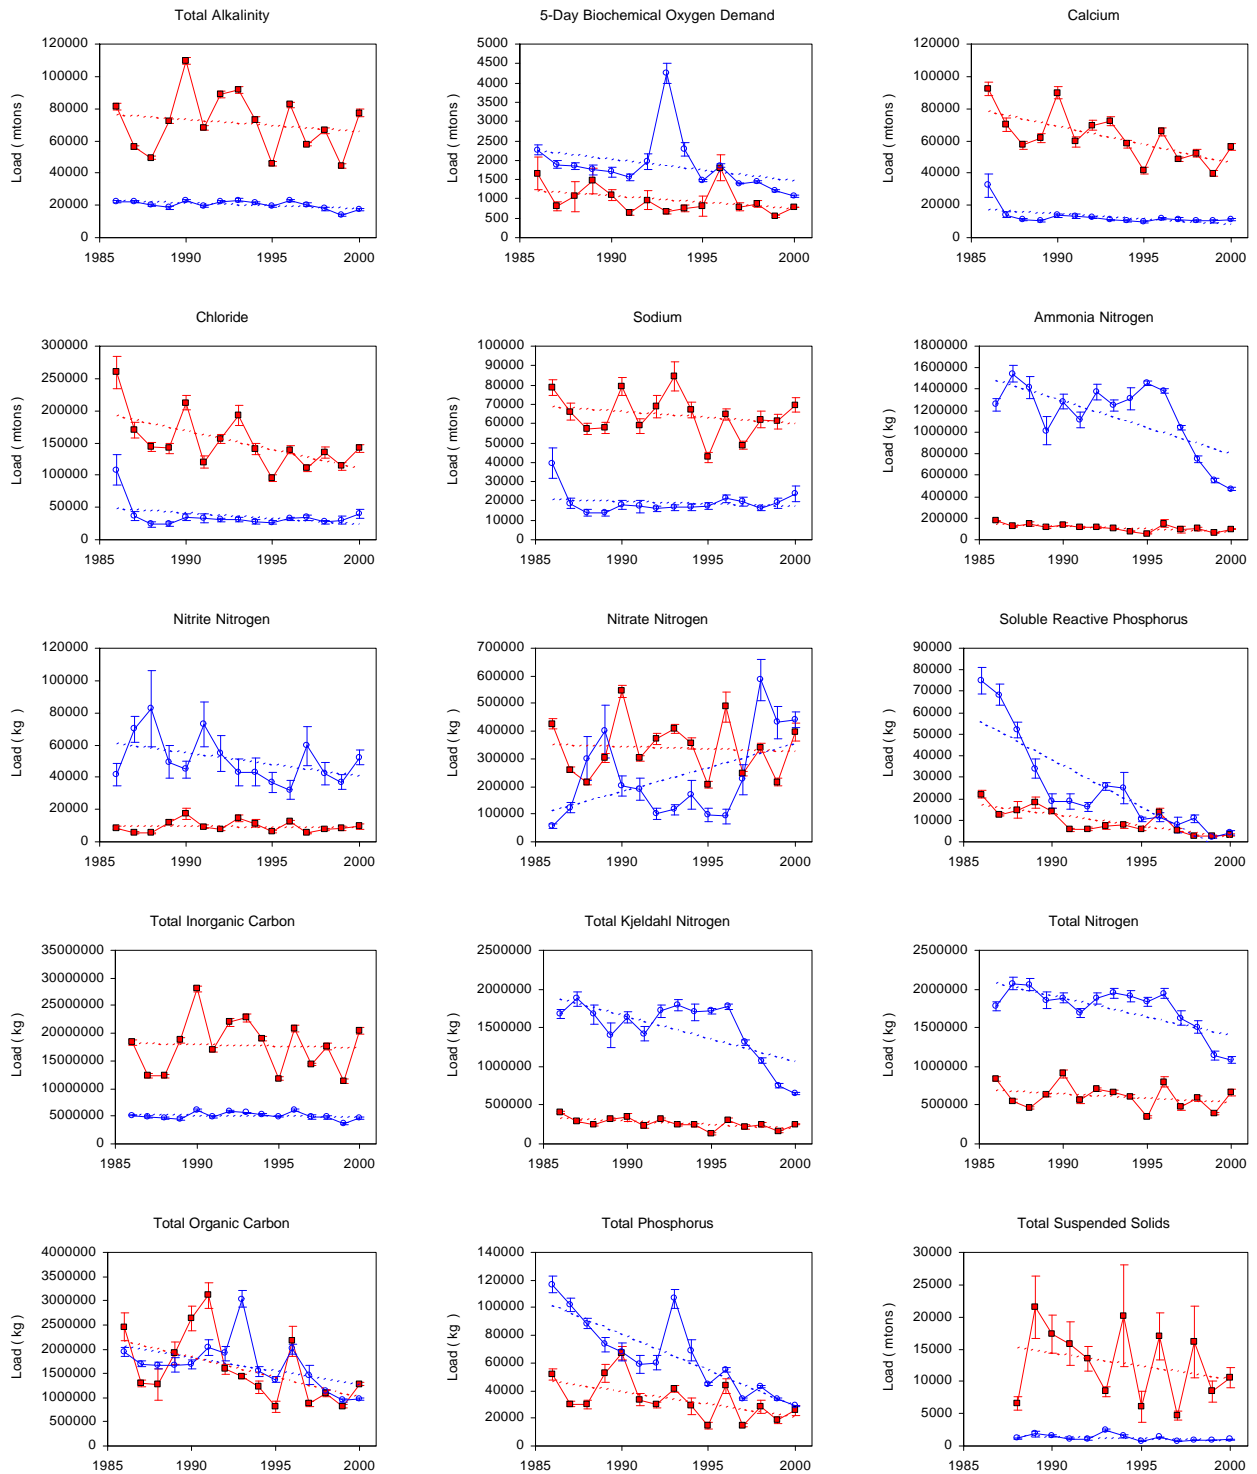 Total Alkalinity
Load ( mtons )
120000
100000
80000
60000
40000
20000
0
1985 1990 1995 2000
5-Day Biochemical Oxygen Demand
Load ( mtons )
5000
4500
4000
3500
3000
2500
2000
1500
1000
500
0
1985 1990 1995 2000
Calcium
Load ( mtons )
120000
100000
80000
60000
40000
20000
0
1985 1990 1995 2000
Chloride
Load ( mtons )
300000
250000
200000
150000
100000
50000
0
1985 1990 1995 2000
Sodium
Load ( mtons )
100000
90000
80000
70000
60000
50000
40000
30000
20000
10000
0
1985 1990 1995 2000
Ammonia Nitrogen
Load ( kg )
1800000
1600000
1400000
1200000
1000000
800000
600000
400000
200000
0
1985 1990 1995 2000
Nitrite Nitrogen
Load ( kg )
120000
100000
80000
60000
40000
20000
0
1985 1990 1995 2000
Nitrate Nitrogen
Load ( kg )
700000
600000
500000
400000
300000
200000
100000
0
1985 1990 1995 2000
Soluble Reactive Phosphorus
Load ( kg )
90000
80000
70000
60000
50000
40000
30000
20000
10000
0
1985 1990 1995 2000
Total Inorganic Carbon
Load ( kg )
35000000
30000000
25000000
20000000
15000000
10000000
5000000
0
1985 1990 1995 2000
Total Kjeldahl Nitrogen
Load ( kg )
2500000
2000000
1500000
1000000
500000
0
1985 1990 1995 2000
Total Nitrogen
Load ( kg )
2500000
2000000
1500000
1000000
500000
0
1985 1990 1995 2000
Total Organic Carbon
Load ( kg )
4000000
3500000
3000000
2500000
2000000
1500000
1000000
500000
0
1985 1990 1995 2000
Total Phosphorus
Load ( kg )
140000
120000
100000
80000
60000
40000
20000
0
1985 1990 1995 2000
Total Suspended Solids
Load ( mtons )
30000
25000
20000
15000
10000
5000
0
1985 1990 1995 2000